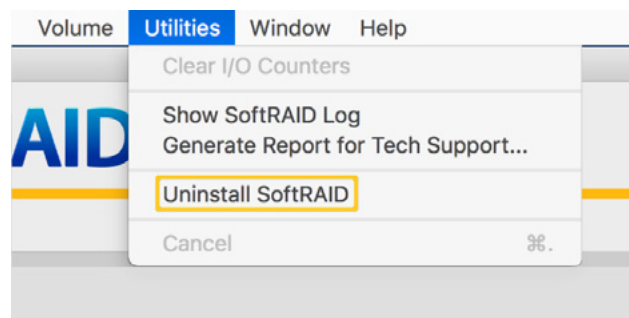 Volume Utilities Window Help
Clear I/O Counters
AID
Show SoftRAID Log
Generate Report for Tech Support...
Uninstall SoftRAID
Cancel ⌘.